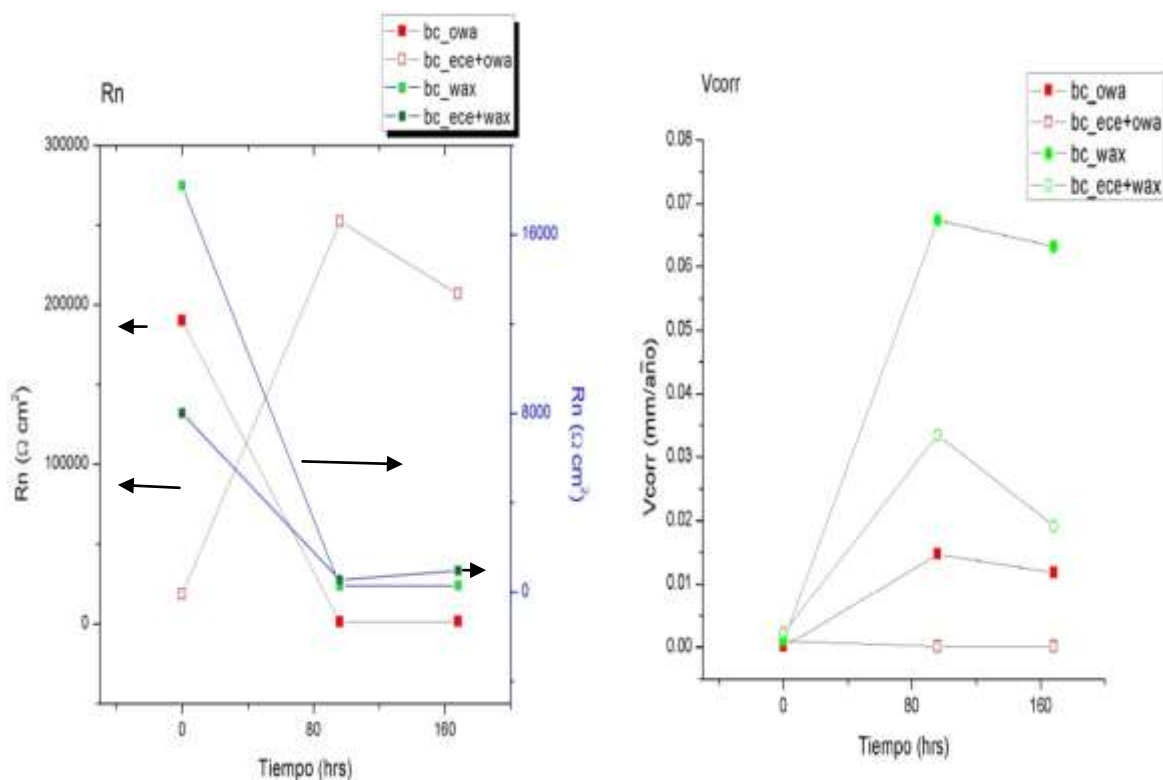 Rn
bc_owa
bc_ece+owa
bc_wax
bc_ece+wax
300000
200000
100000
0
Rn (Ω cm²)
16000
8000
0
Rn (Ω cm²)
0
80
160
Tiempo (hrs)
Vcorr
bc_owa
bc_ece+owa
bc_wax
bc_ece+wax
0.08
0.07
0.06
0.05
0.04
0.03
0.02
0.01
0.00
Vcorr (mm/año)
0
80
160
Tiempo (hrs)